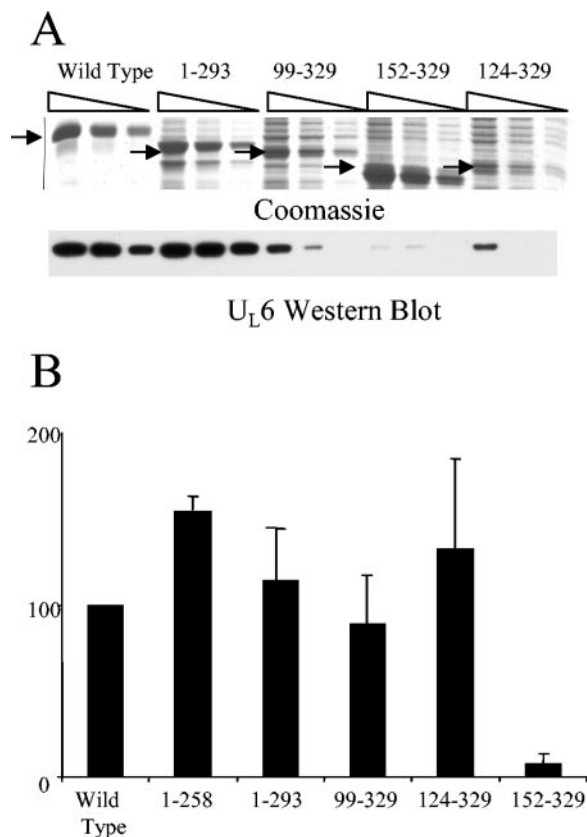 A
Wild Type 1-293 99-329 152-329 124-329
Coomassie
UL6 Western Blot
B
200
100
0
Wild Type 1-258 1-293 99-329 124-329 152-329